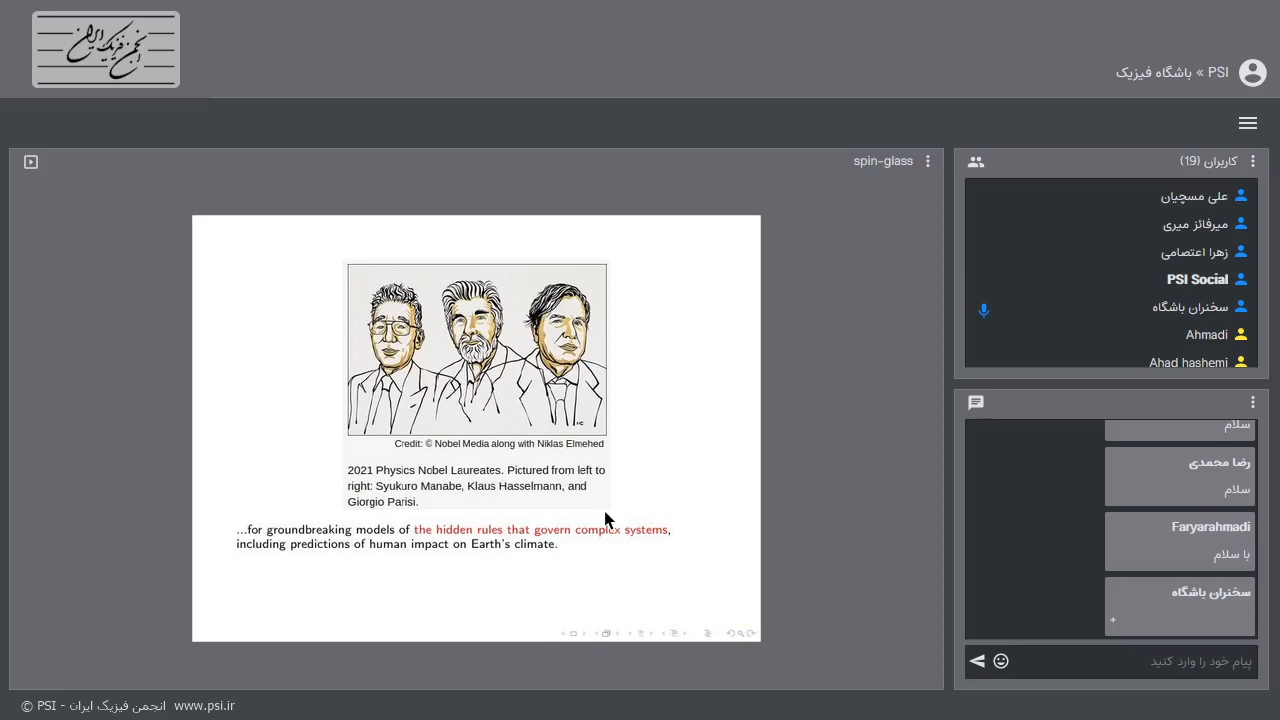 انجمن فیزیک ایران
PSI » باشگاه فیزیک
spin-glass
Credit: © Nobel Media along with Niklas Elmehed
2021 Physics Nobel Laureates. Pictured from left to
right: Syukuro Manabe, Klaus Hasselmann, and
Giorgio Parisi.
...for groundbreaking models of the hidden rules that govern complex systems,
including predictions of human impact on Earth's climate.
کاربران (19)
علی مسچیان
میرفائز میری
زهرا اعتصامی
PSI Social
سخنران باشگاه
Ahmadi
Ahad hashemi
سلام
رضا محمدی
سلام
Faryarahmadi
با سلام
سخنران باشگاه
+
پیام خود را وارد کنید
© PSI - انجمن فیزیک ایران www.psi.ir